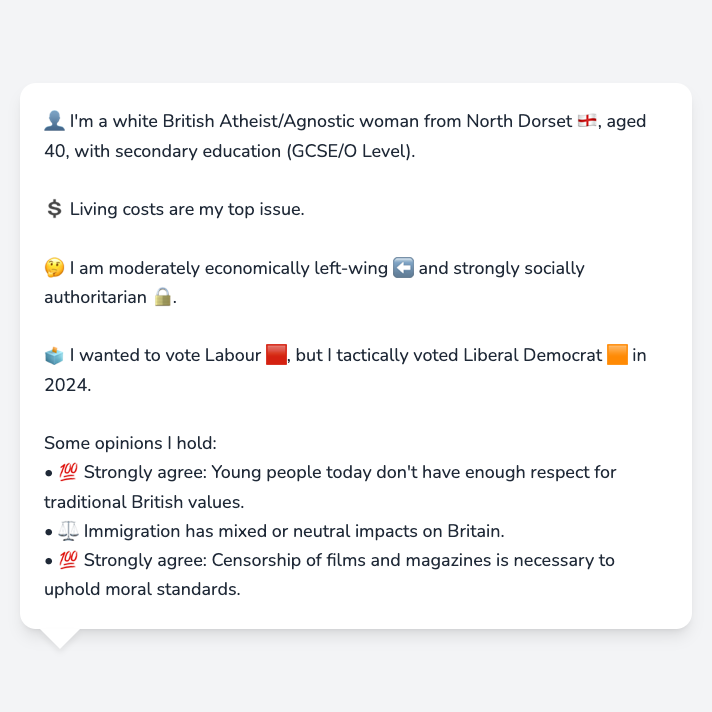 👤 I'm a white British Atheist/Agnostic woman from North Dorset 🏴󠁧󠁢󠁥󠁮󠁧󠁿, aged
40, with secondary education (GCSE/O Level).
💲 Living costs are my top issue.
🤔 I am moderately economically left-wing ⬅️ and strongly socially
authoritarian 🔒.
🗳️ I wanted to vote Labour 🟥, but I tactically voted Liberal Democrat 🟧 in
2024.
Some opinions I hold:
• 💯 Strongly agree: Young people today don't have enough respect for
traditional British values.
• ⚖️ Immigration has mixed or neutral impacts on Britain.
• 💯 Strongly agree: Censorship of films and magazines is necessary to
uphold moral standards.